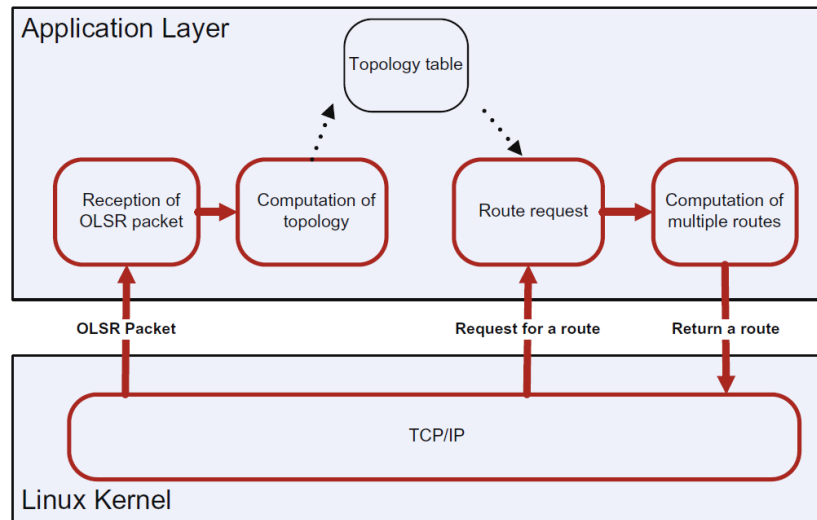 Application Layer
Topology table
Reception of
OLSR packet
Computation of
topology
Route request
Computation of
multiple routes
OLSR Packet
Request for a route
Return a route
TCP/IP
Linux Kernel